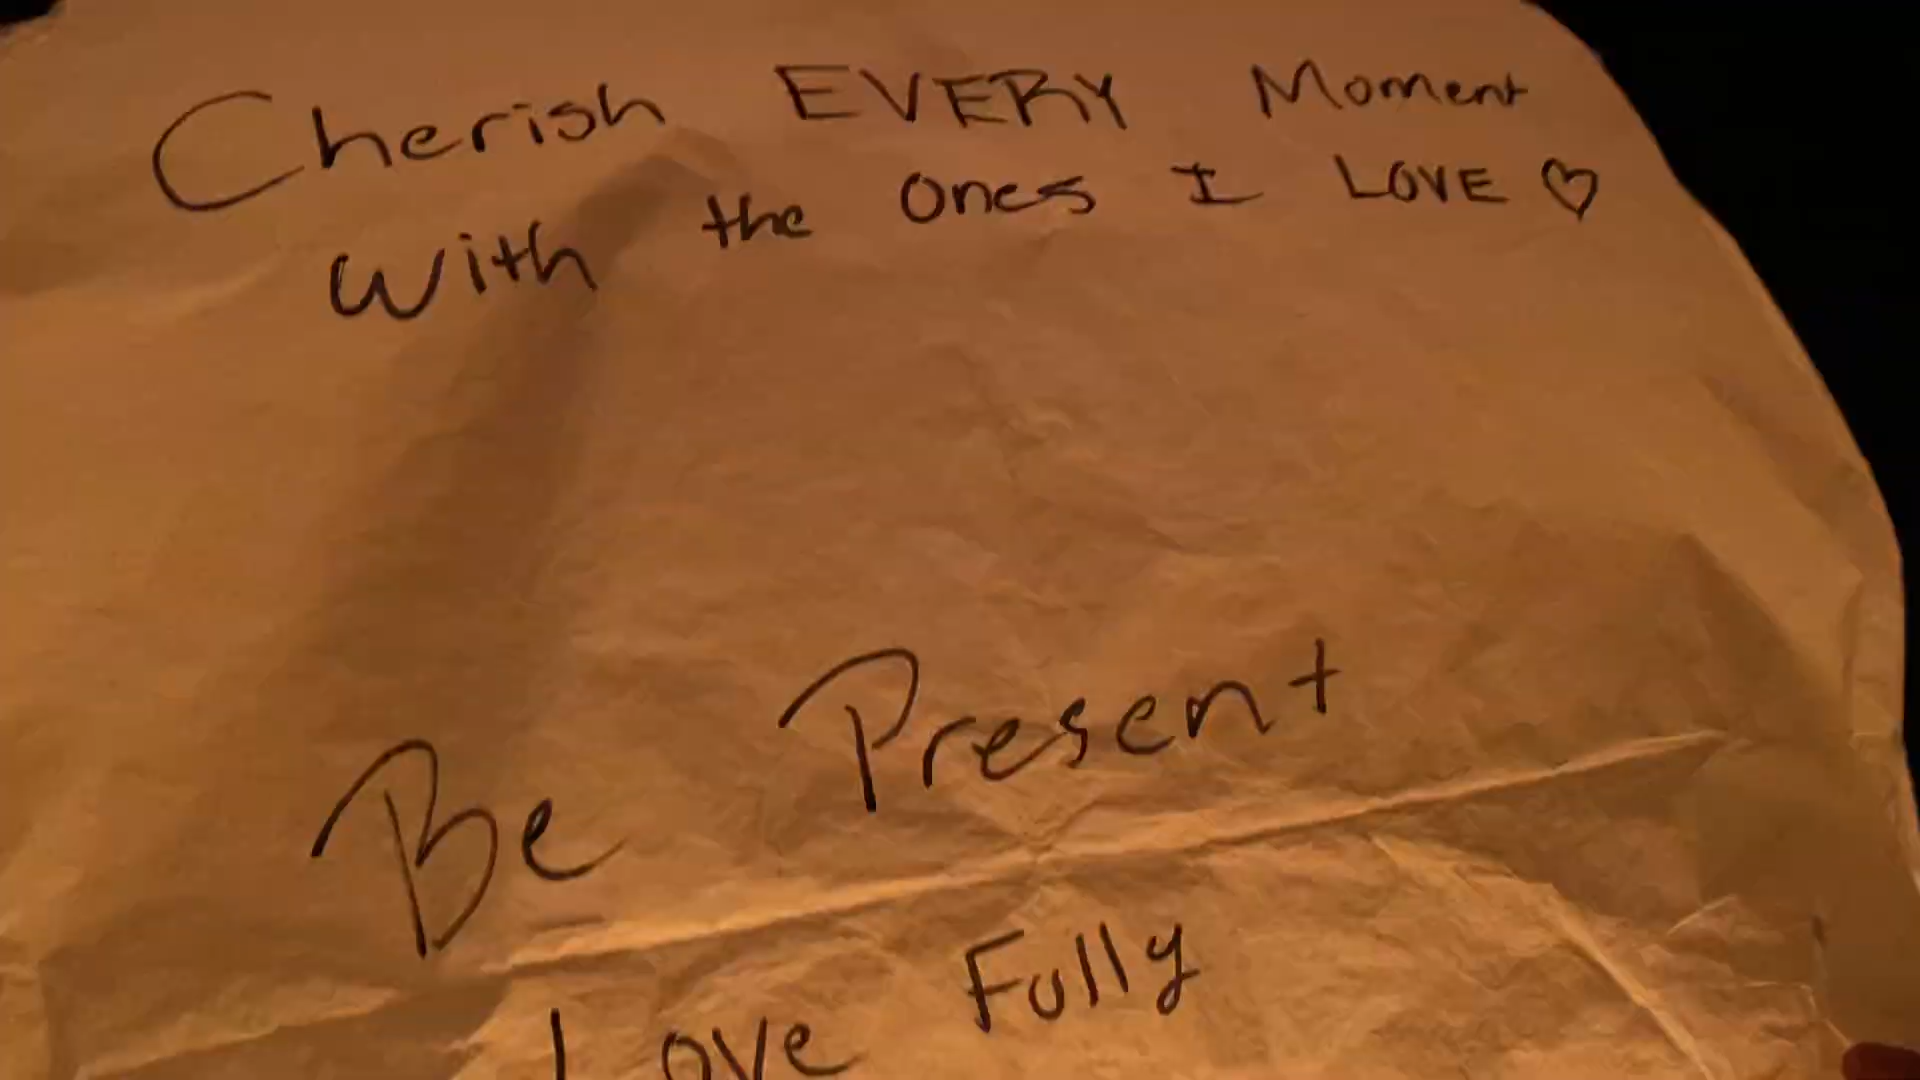 Cherish EVERY Moment
With the Ones I LOVE ♡
Be Present
Love Fully